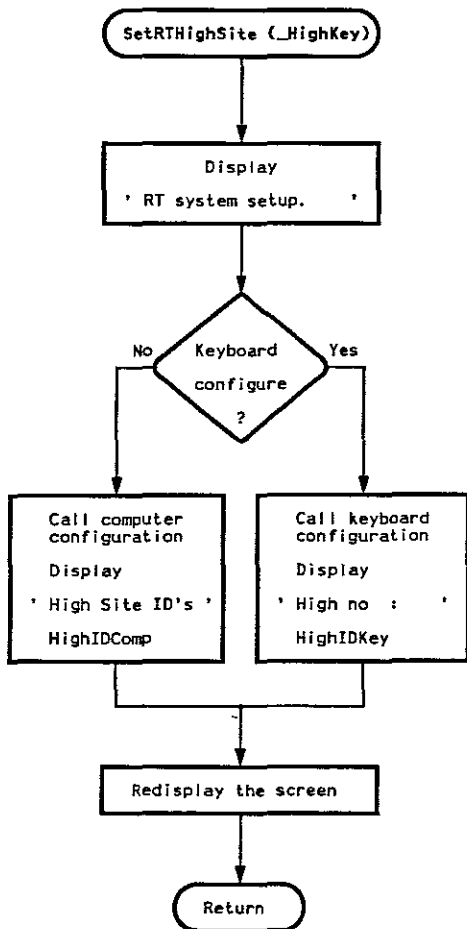 SetRTHighSite (_HighKey)
Display
' RT system setup. '
No
Yes
Keyboard
configure
?
Call computer
configuration
Display
' High Site ID's '
HighIDComp
Call keyboard
configuration
Display
' High no : '
HighIDKey
Redisplay the screen
Return